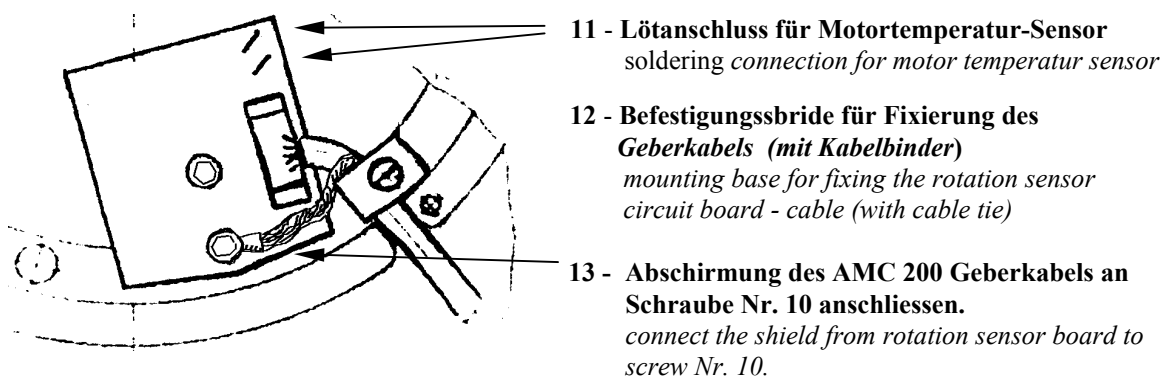 11 - Lötanschluss für Motortemperatur-Sensor
soldering connection for motor temperatur sensor
12 - Befestigungssbride für Fixierung des
Geberkabels (mit Kabelbinder)
mounting base for fixing the rotation sensor
circuit board - cable (with cable tie)
13 - Abschirmung des AMC 200 Geberkabels an
Schraube Nr. 10 anschliessen.
connect the shield from rotation sensor board to
screw Nr. 10.